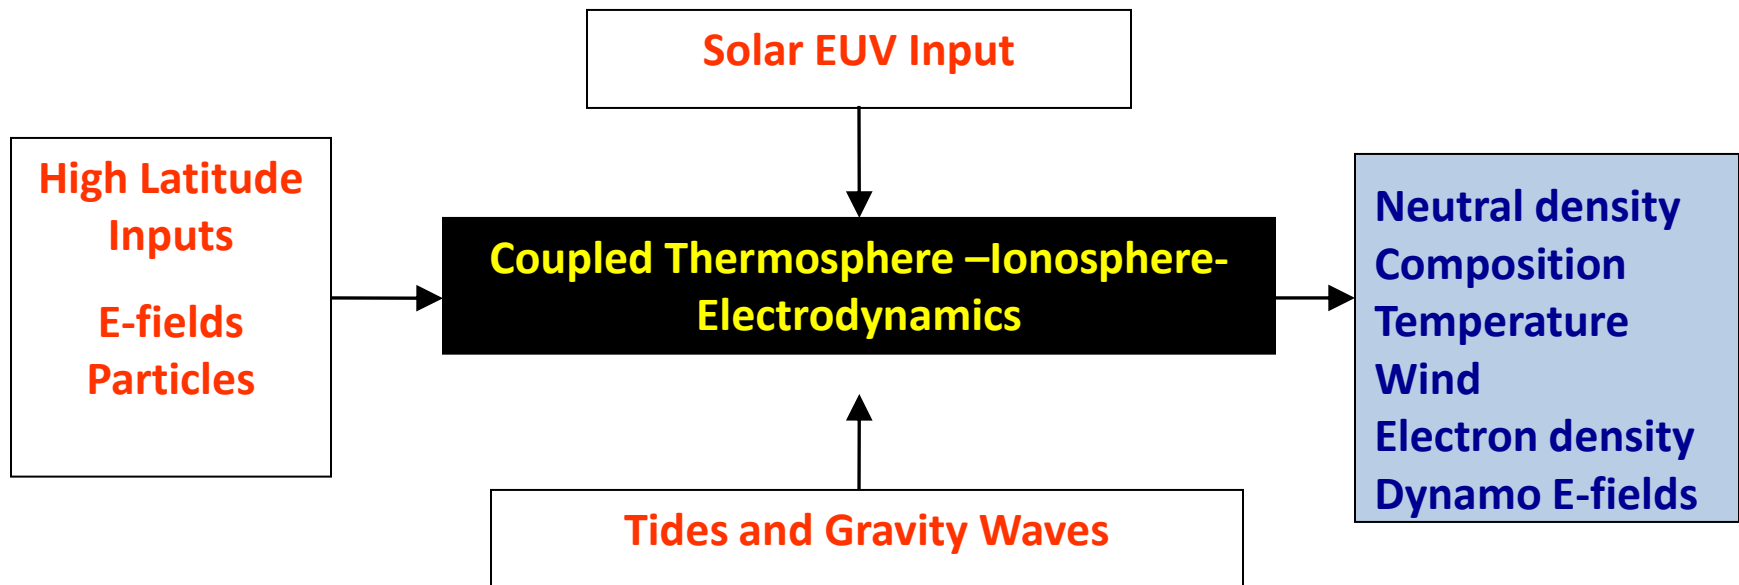 Solar EUV Input
High Latitude
Inputs
E-fields
Particles
Coupled Thermosphere –Ionosphere-
Electrodynamics
Neutral density
Composition
Temperature
Wind
Electron density
Dynamo E-fields
Tides and Gravity Waves